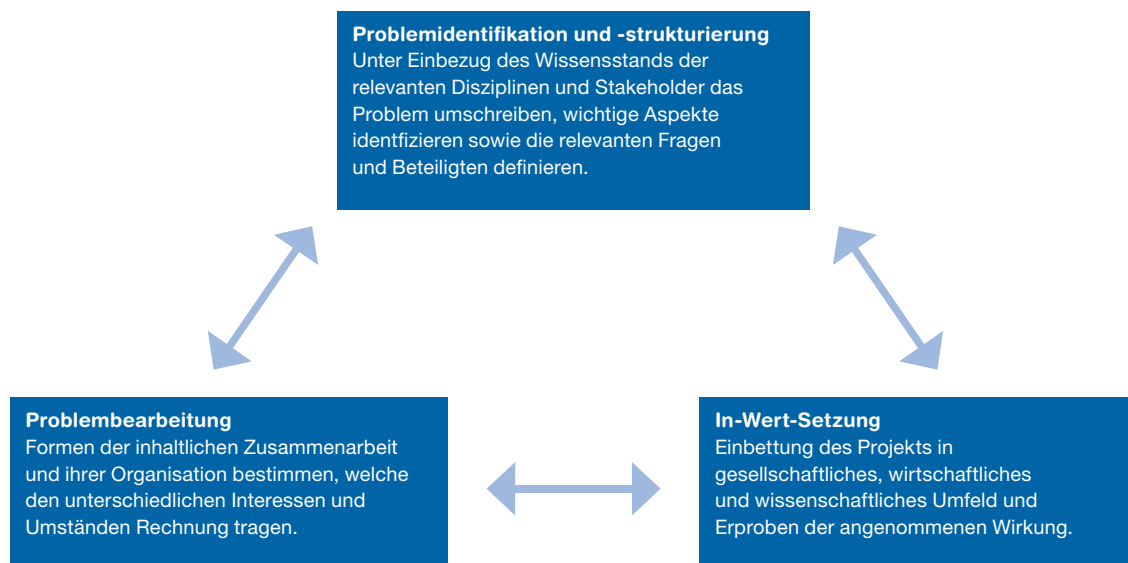 Problemidentifikation und -strukturierung
Unter Einbezug des Wissensstands der
relevanten Disziplinen und Stakeholder das
Problem umschreiben, wichtige Aspekte
identfizieren sowie die relevanten Fragen
und Beteiligten definieren.
Problembearbeitung
Formen der inhaltlichen Zusammenarbeit
und ihrer Organisation bestimmen, welche
den unterschiedlichen Interessen und
Umständen Rechnung tragen.
In-Wert-Setzung
Einbettung des Projekts in
gesellschaftliches, wirtschaftliches
und wissenschaftliches Umfeld und
Erproben der angenommenen Wirkung.